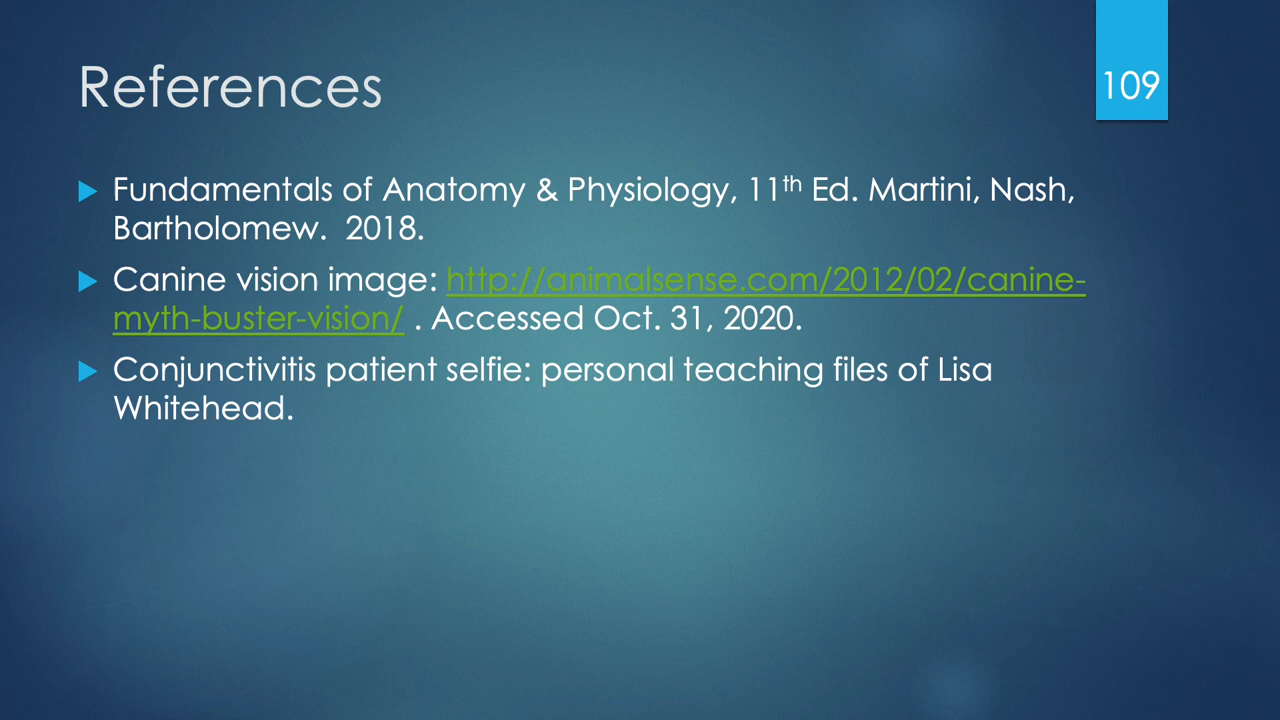 References
109
Fundamentals of Anatomy & Physiology, 11th Ed. Martini, Nash,
Bartholomew.  2018.
Canine vision image: http://animalsense.com/2012/02/canine-
myth-buster-vision/ . Accessed Oct. 31, 2020.
Conjunctivitis patient selfie: personal teaching files of Lisa
Whitehead.